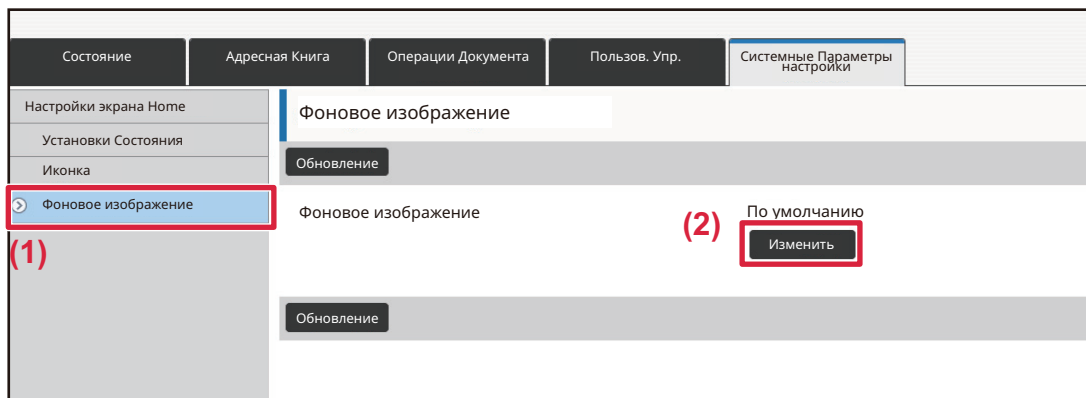 Состояние
Адресная Книга
Операции Документа
Пользов. Упр.
Системные Параметры
настройки
Настройки экрана Home
Установки Состояния
Иконка
Фоновое изображение
(1)
Фоновое изображение
Обновление
Фоновое изображение
По умолчанию
(2)
Изменить
Обновление